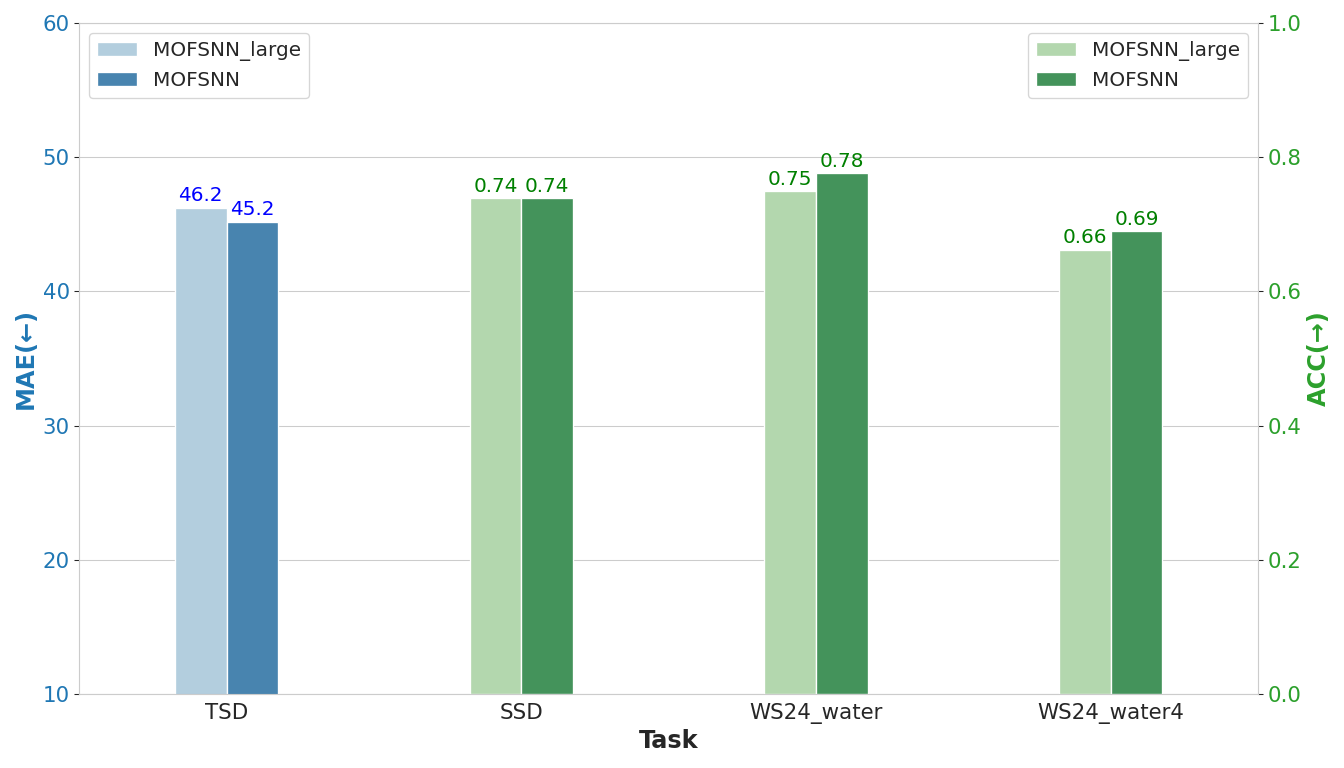 MOFSNN_large
MOFSNN
MOFSNN_large
MOFSNN
60
50
40
30
20
10
MAE(←)
1.0
0.8
0.6
0.4
0.2
0.0
ACC(→)
46.2
45.2
0.74
0.74
0.75
0.78
0.66
0.69
TSD
SSD
WS24_water
WS24_water4
Task